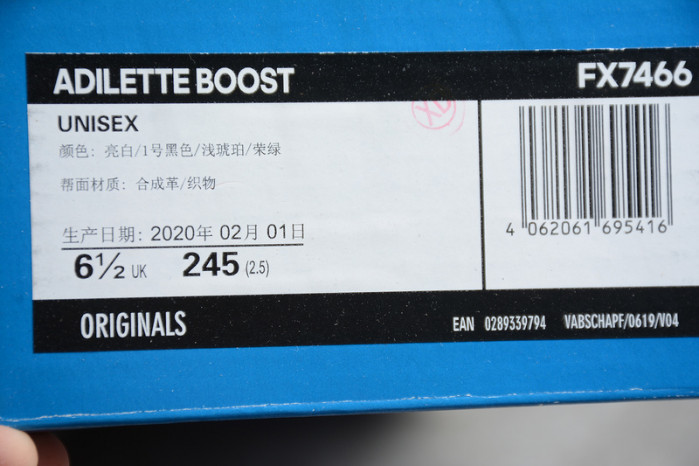 ADILETTE BOOST FX7466
UNISEX
颜色: 亮白/1号黑色/浅琥珀/荣绿
帮面材质: 合成革/织物
生产日期: 2020年 02月 01日
6½ UK 245 (2.5)
4 062061 695416
ORIGINALS
EAN 0289339794 VABSCHAPF/0619/V04